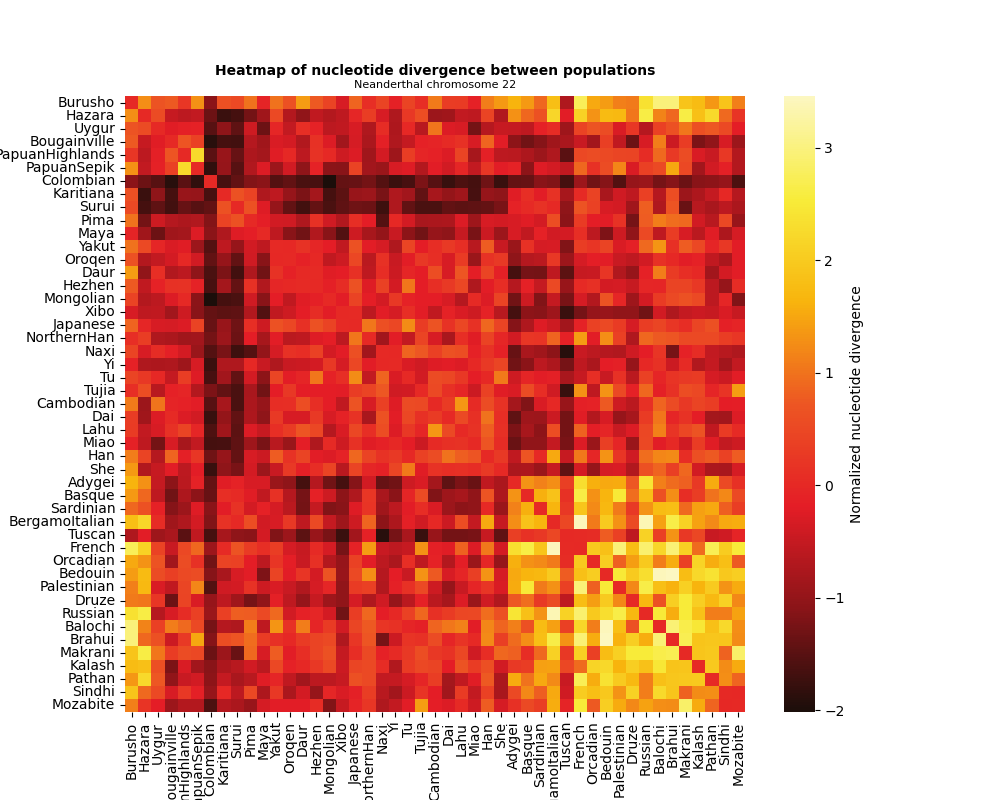 Heatmap of nucleotide divergence between populations
Neanderthal chromosome 22
Burusho
Hazara
Uygur
Bougainville
PapuanHighlands
PapuanSepik
Colombian
Karitiana
Surui
Pima
Maya
Yakut
Oroqen
Daur
Hezhen
Mongolian
Xibo
Japanese
NorthernHan
Naxi
Yi
Tu
Tujia
Cambodian
Dai
Lahu
Miao
Han
She
Adygei
Basque
Sardinian
BergamoItalian
Tuscan
French
Orcadian
Bedouin
Palestinian
Druze
Russian
Balochi
Brahui
Makrani
Kalash
Pathan
Sindhi
Mozabite
Burusho
Hazara
Uygur
ougainville
nHighlands
apuanSepik
Colombian
Karitiana
Surui
Pima
Maya
Yakut
Oroqen
Daur
Hezhen
Mongolian
Xibo
Japanese
orthernHan
Naxi
Yi
Tu
Tujia
Cambodian
Dai
Lahu
Miao
Han
She
Adygei
Basque
Sardinian
amoItalian
Tuscan
French
Orcadian
Bedouin
Palestinian
Druze
Russian
Balochi
Brahui
Makrani
Kalash
Pathan
Sindhi
Mozabite
3
2
1
0
−1
−2
Normalized nucleotide divergence